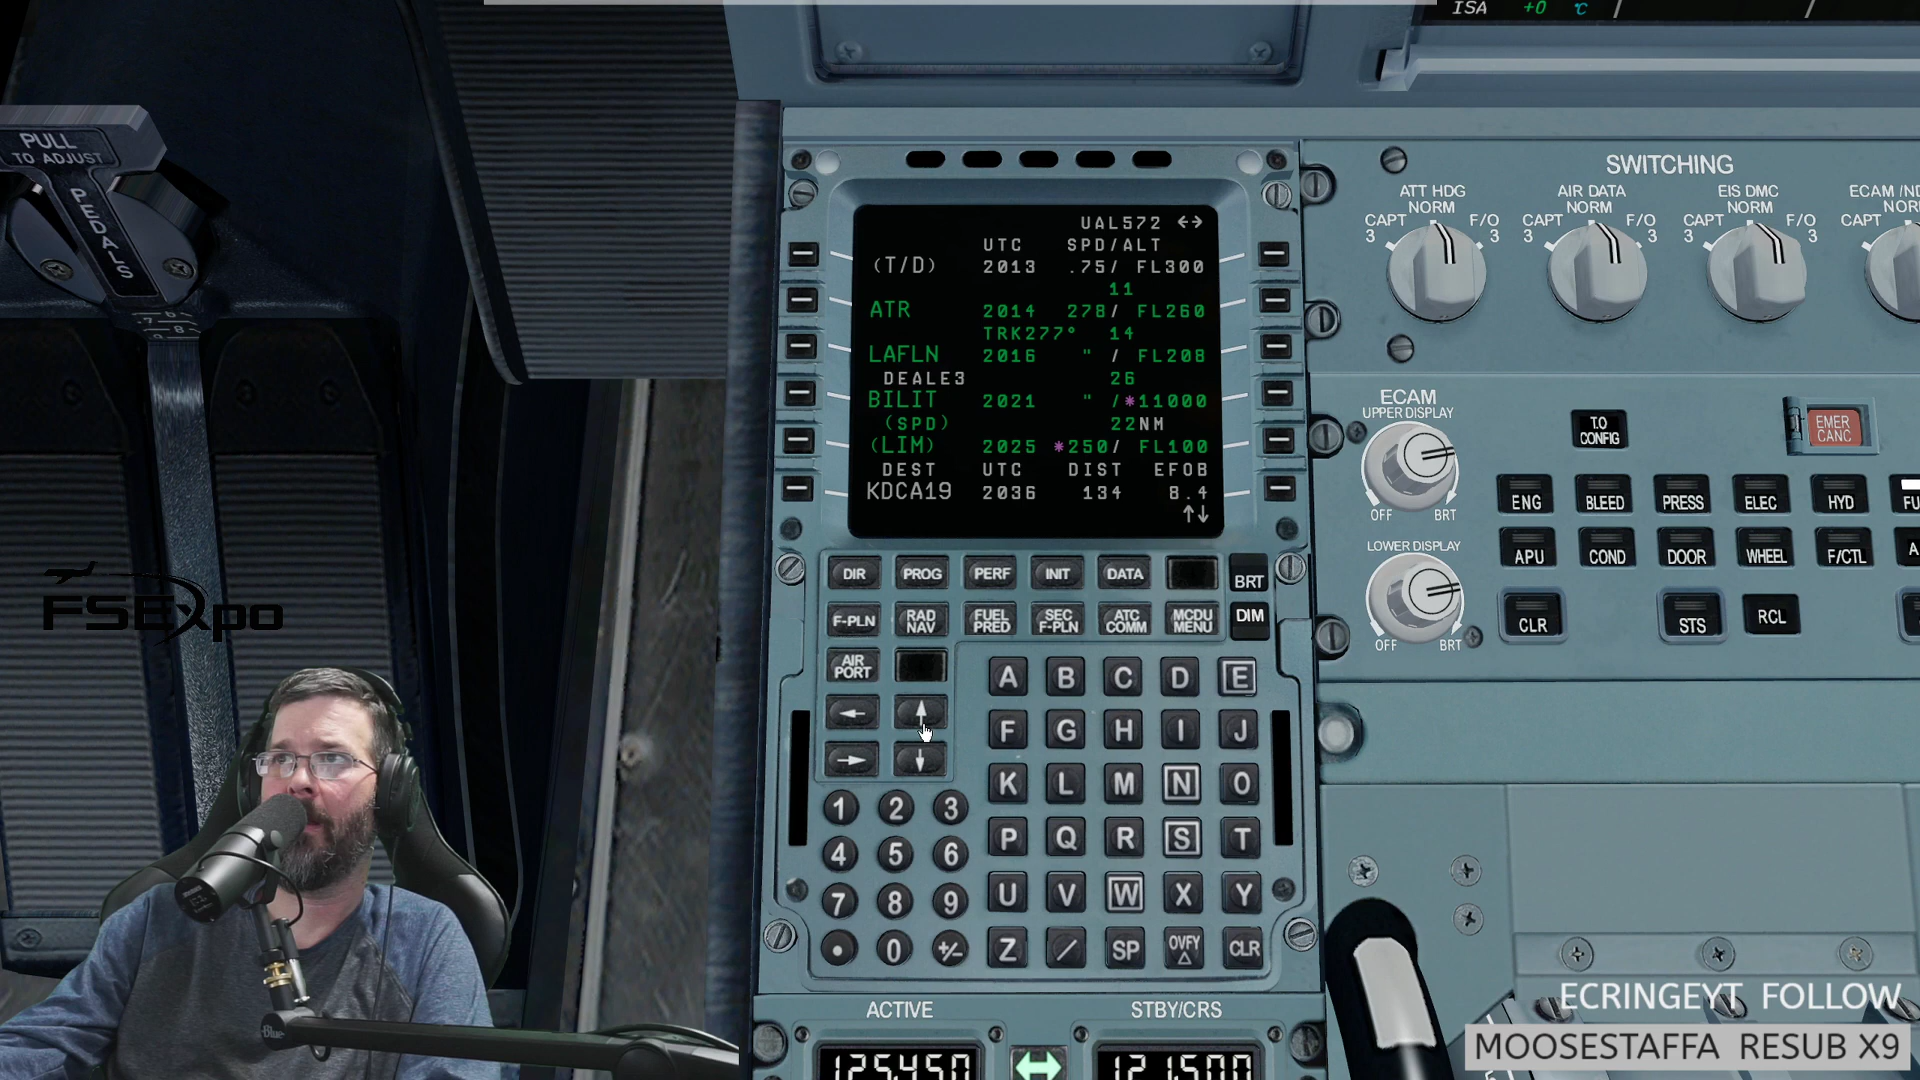 ISA +0 °C
PULL
TO ADJUST
PEDALS
UAL572 ←→
UTC SPD/ALT
(T/D) 2013 .75/ FL300
11
ATR 2014 278/ FL260
TRK277° 14
LAFLN 2016 " / FL208
DEALE3 26
BILIT 2021 " /*11000
(SPD) 22NM
(LIM) 2025 *250/ FL100
DEST UTC DIST EFOB
KDCA19 2036 134 8.4
↑↓
SWITCHING
ATT HDG AIR DATA EIS DMC
NORM NORM NORM
CAPT F/O CAPT F/O CAPT F/O CAPT
3 3 3 3 3 3 3
ECAM
UPPER DISPLAY
OFF BRT
LOWER DISPLAY
OFF BRT
T.O
CONFIG
EMER
CANC
ENG BLEED PRESS ELEC HYD
APU COND DOOR WHEEL F/CTL
CLR STS RCL
DIR PROG PERF INIT DATA BRT
F-PLN RAD NAV FUEL PRED SEC F-PLN ATC COMM MCDU MENU DIM
AIR PORT
← ↑
→ ↓
A B C D E
F G H I J
K L M N O
P Q R S T
U V W X Y
Z / SP OVFY △ CLR
1 2 3
4 5 6
7 8 9
• 0 +/-
ACTIVE STBY/CRS
125.450 121.500
FSExpo
Blue
ECRINGEYT FOLLOW
MOOSESTAFFA RESUB X9